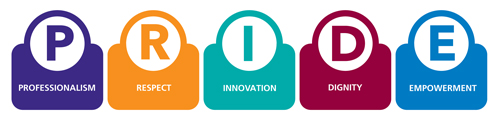 P R I D E
PROFESSIONALISM RESPECT INNOVATION DIGNITY EMPOWERMENT